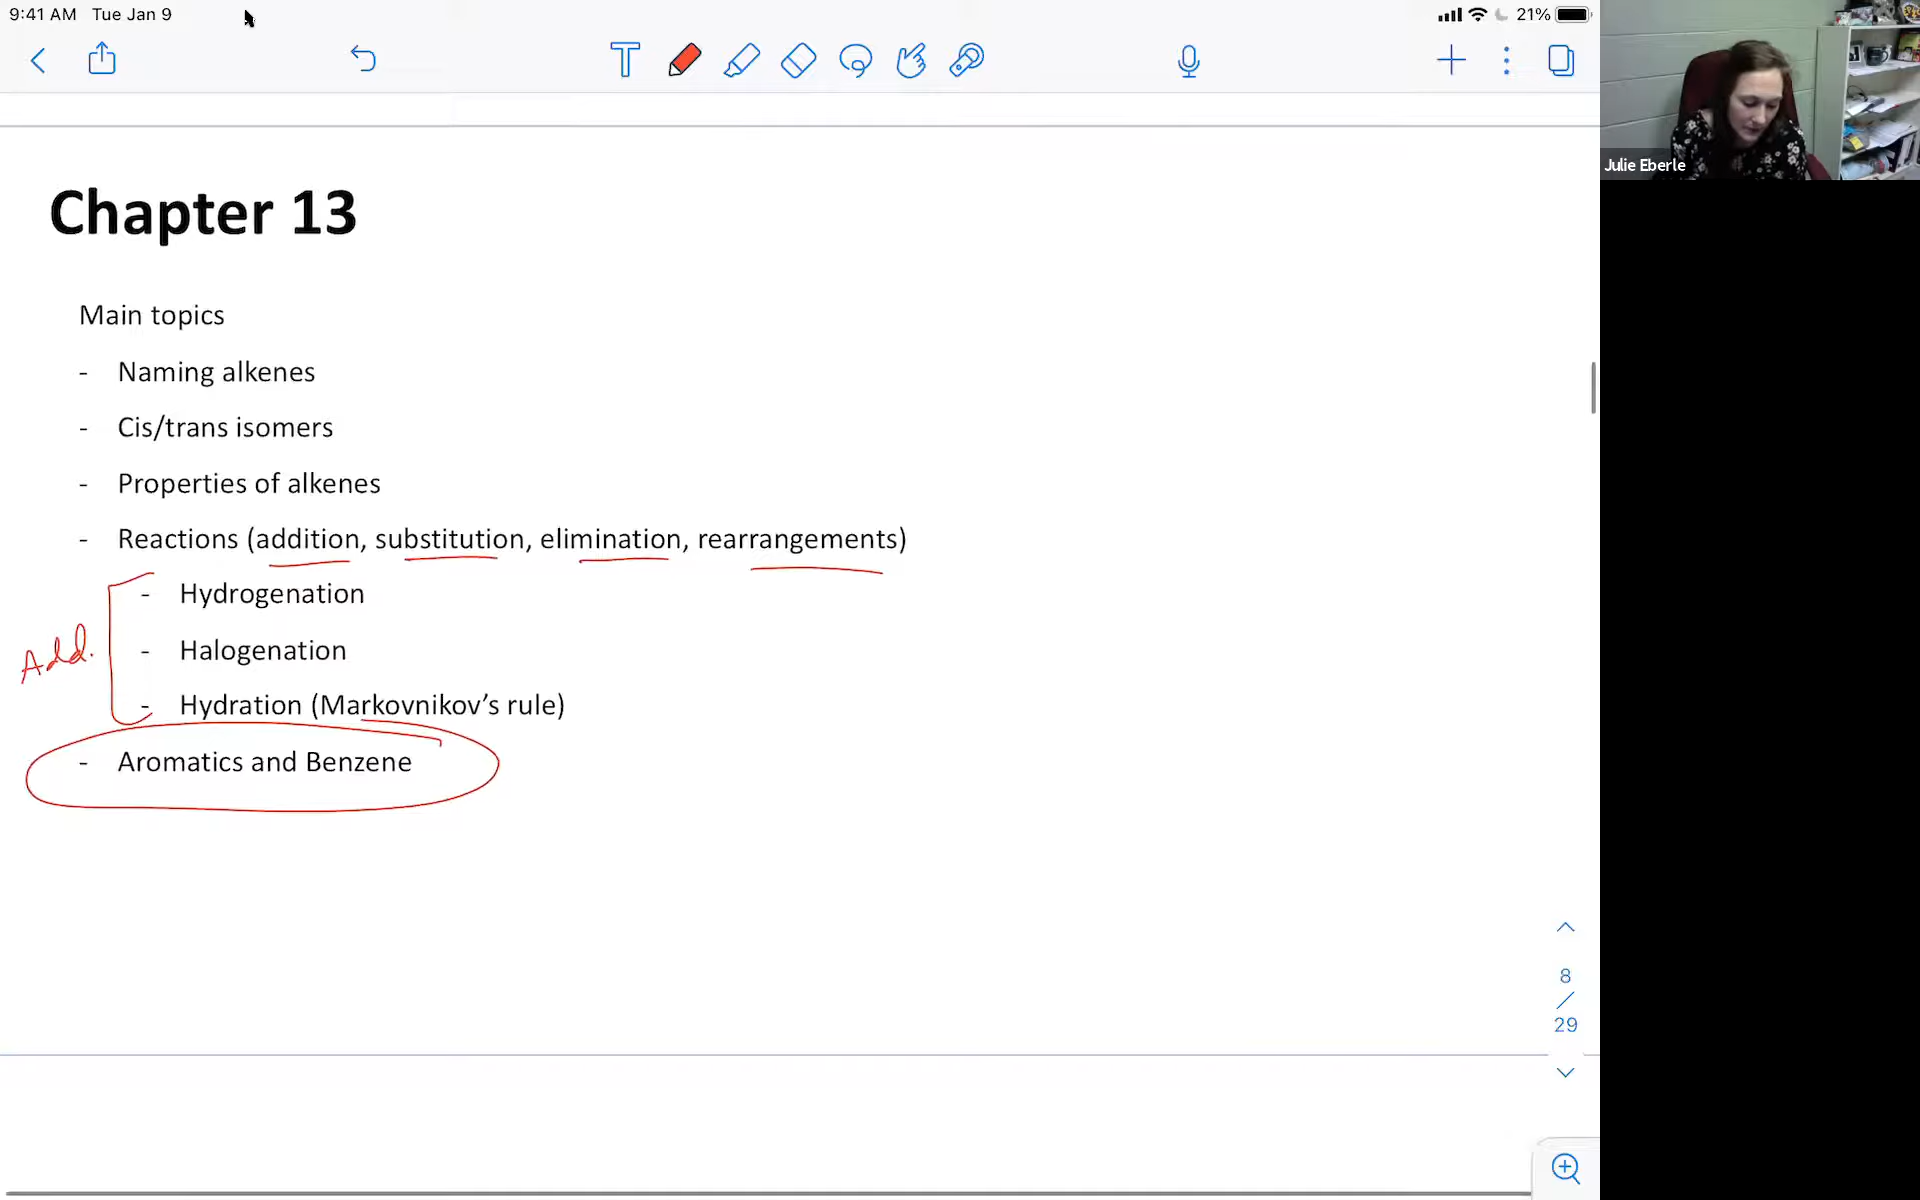 9:41 AM Tue Jan 9
21%
Julie Eberle
Chapter 13
Main topics
- Naming alkenes
- Cis/trans isomers
- Properties of alkenes
- Reactions (addition, substitution, elimination, rearrangements)
- Hydrogenation
Add.
- Halogenation
- Hydration (Markovnikov’s rule)
- Aromatics and Benzene
8
/
29